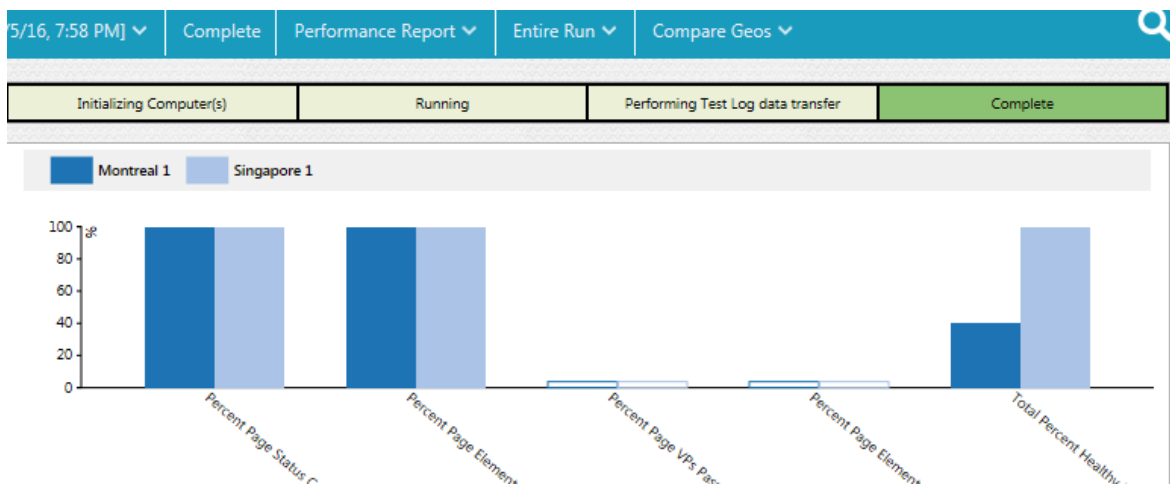 /5/16, 7:58 PM] Complete Performance Report Entire Run Compare Geos
Initializing Computer(s) Running Performing Test Log data transfer Complete
Montreal 1 Singapore 1
100 %
80
60
40
20
0
Percent Page Status
Percent Page Element
Percent Page VPs
Percent Page Element
Total Percent Healthy